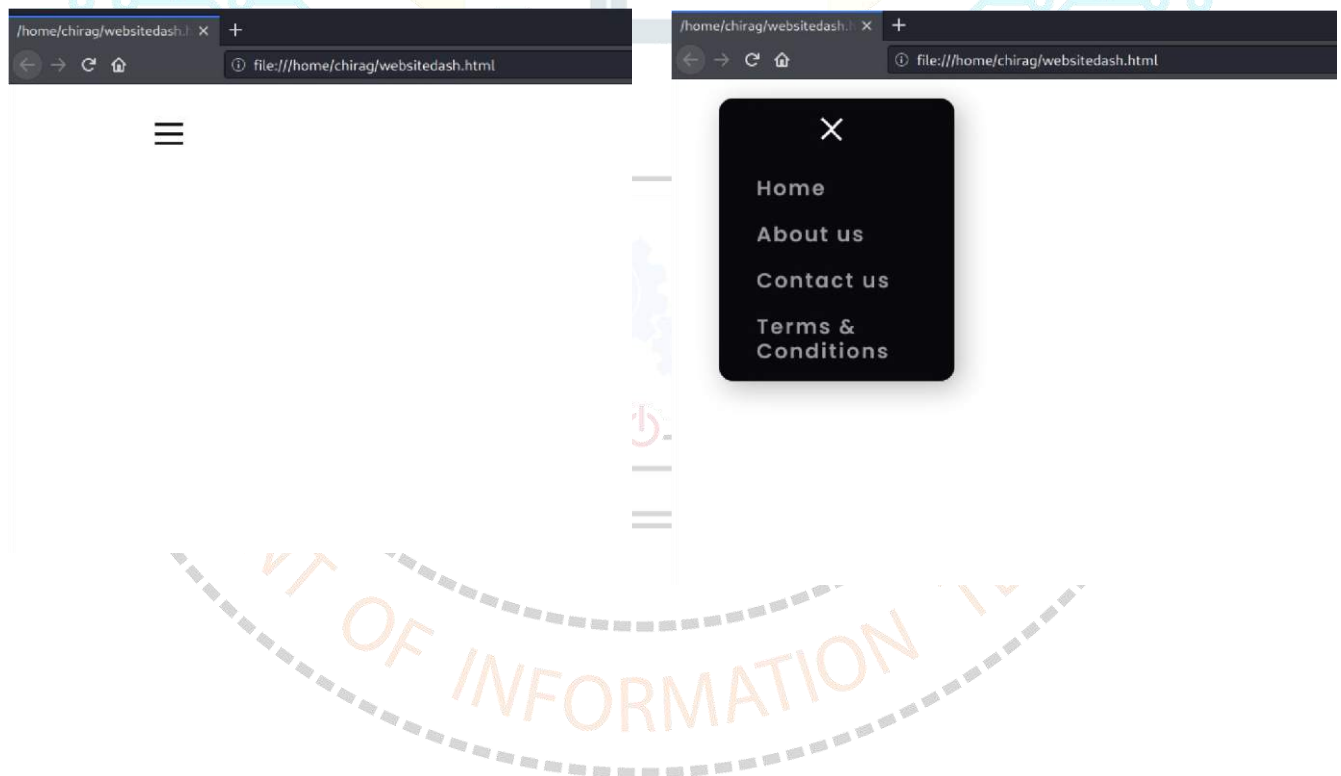 /home/chirag/websitedash.h
file:///home/chirag/websitedash.html
/home/chirag/websitedash.h
file:///home/chirag/websitedash.html
Home
About us
Contact us
Terms &
Conditions
OF INFORMATION